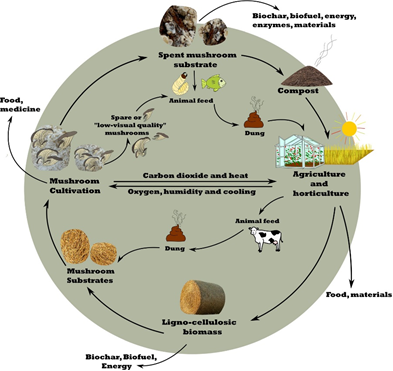 Biochar, biofuel, energy,
enzymes, materials
Spent mushroom
substrate
Compost
Food,
medicine
Animal feed
Spare or
"low-visual quality"
mushrooms
Dung
Carbon dioxide and heat
Oxygen, humidity and cooling
Mushroom
Cultivation
Agriculture
and
horticulture
Animal feed
Dung
Mushroom
Substrates
Food, materials
Ligno-cellulosic
biomass
Biochar, Biofuel,
Energy